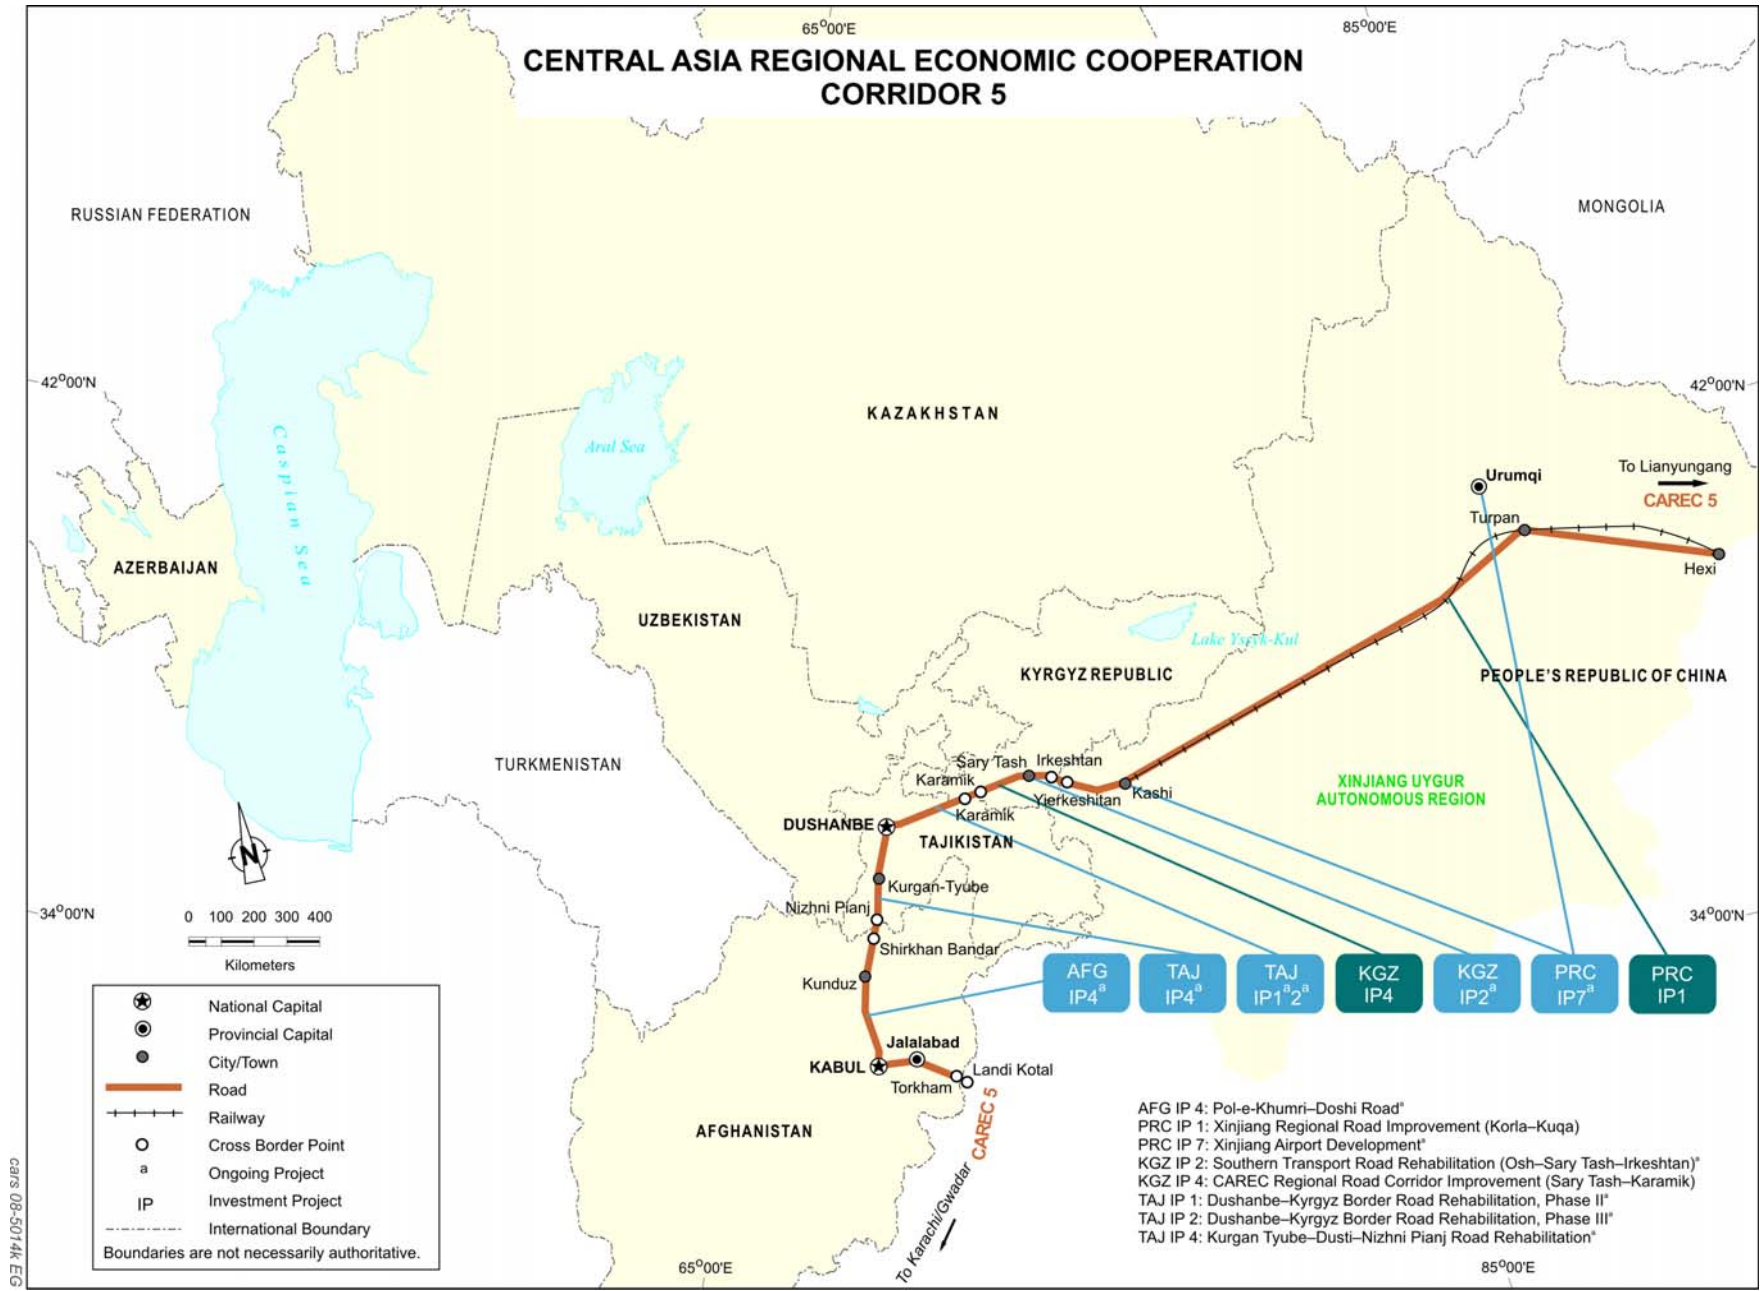 65°00'E
85°00'E
CENTRAL ASIA REGIONAL ECONOMIC COOPERATION
CORRIDOR 5
RUSSIAN FEDERATION
MONGOLIA
42°00'N
42°00'N
KAZAKHSTAN
Caspian Sea
Aral Sea
To Lianyungang
CAREC 5
Urumqi
Turpan
Hexi
AZERBAIJAN
UZBEKISTAN
Lake Yssyk-Kul
KYRGYZ REPUBLIC
PEOPLE'S REPUBLIC OF CHINA
TURKMENISTAN
Sary Tash
Irkeshtan
Karamik
Yierkeshitan
Kashi
Karamik
XINJIANG UYGUR
AUTONOMOUS REGION
DUSHANBE
TAJIKISTAN
N
Kurgan-Tyube
Nizhni Pianj
34°00'N
34°00'N
0 100 200 300 400
Kilometers
Shirkhan Bandar
Kunduz
AFG
IP4ᵃ
TAJ
IP4ᵃ
TAJ
IP1ᵃ2ᵃ
KGZ
IP4
KGZ
IP2ᵃ
PRC
IP7ᵃ
PRC
IP1
Jalalabad
KABUL
Landi Kotal
Torkham
CAREC 5
AFGHANISTAN
To Karachi/Gwadar
National Capital
Provincial Capital
City/Town
Road
Railway
Cross Border Point
a Ongoing Project
IP Investment Project
International Boundary
Boundaries are not necessarily authoritative.
AFG IP 4: Pol-e-Khumri–Doshi Roadᵃ
PRC IP 1: Xinjiang Regional Road Improvement (Korla–Kuqa)
PRC IP 7: Xinjiang Airport Developmentᵃ
KGZ IP 2: Southern Transport Road Rehabilitation (Osh–Sary Tash–Irkeshtan)ᵃ
KGZ IP 4: CAREC Regional Road Corridor Improvement (Sary Tash–Karamik)
TAJ IP 1: Dushanbe–Kyrgyz Border Road Rehabilitation, Phase IIᵃ
TAJ IP 2: Dushanbe–Kyrgyz Border Road Rehabilitation, Phase IIIᵃ
TAJ IP 4: Kurgan Tyube–Dusti–Nizhni Pianj Road Rehabilitationᵃ
65°00'E
85°00'E
cars 08-5014k EG